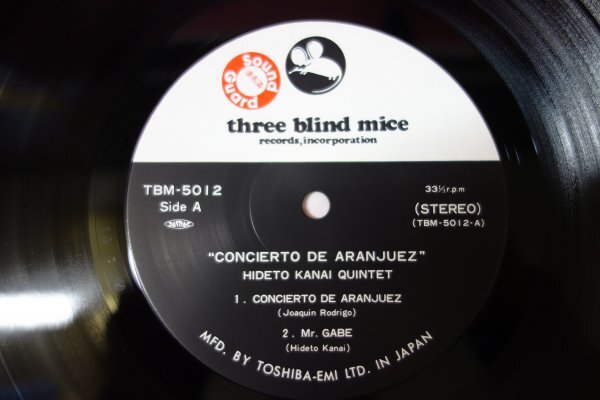 Sound
Guard
three blind mice
records, incorporation
TBM-5012
Side A
33⅓ r.p.m
(STEREO)
(TBM-5012-A)
"CONCIERTO DE ARANJUEZ"
HIDETO KANAI QUINTET
1. CONCIERTO DE ARANJUEZ
(Joaquin Rodrigo)
2. Mr. GABE
(Hideto Kanai)
MFD. BY TOSHIBA-EMI LTD. IN JAPAN